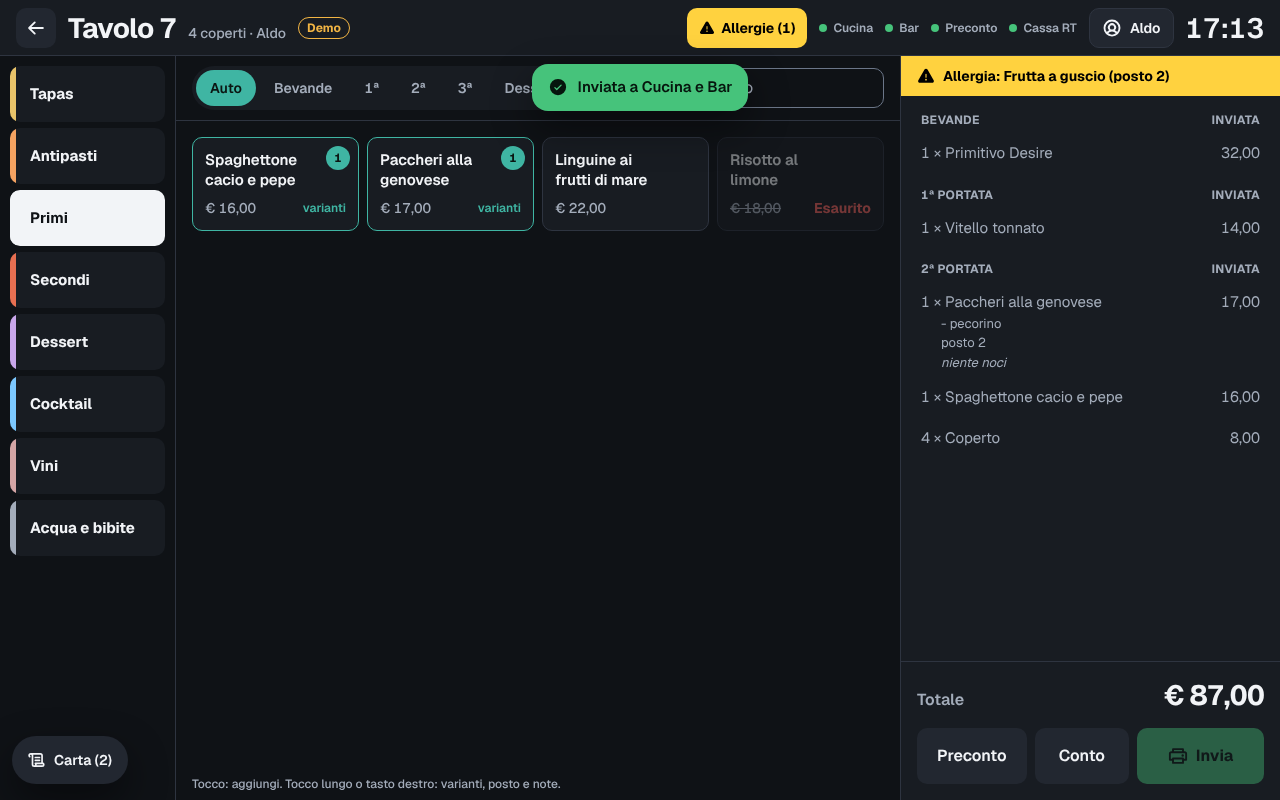 Tavolo 7
4 coperti · Aldo
Demo
Allergie (1)
Cucina
Bar
Preconto
Cassa RT
Aldo
17:13
Tapas
Antipasti
Primi
Secondi
Dessert
Cocktail
Vini
Acqua e bibite
Carta (2)
Auto
Bevande
1ª
2ª
3ª
Inviata a Cucina e Bar
Spaghettone
cacio e pepe
1
€ 16,00
varianti
Paccheri alla
genovese
1
€ 17,00
varianti
Linguine ai
frutti di mare
€ 22,00
Risotto al
limone
€ 18,00
Esaurito
Tocco: aggiungi. Tocco lungo o tasto destro: varianti, posto e note.
Allergia: Frutta a guscio (posto 2)
BEVANDE INVIATA
1 × Primitivo Desire 32,00
1ª PORTATA INVIATA
1 × Vitello tonnato 14,00
2ª PORTATA INVIATA
1 × Paccheri alla genovese 17,00
- pecorino
posto 2
niente noci
1 × Spaghettone cacio e pepe 16,00
4 × Coperto 8,00
Totale € 87,00
Preconto
Conto
Invia